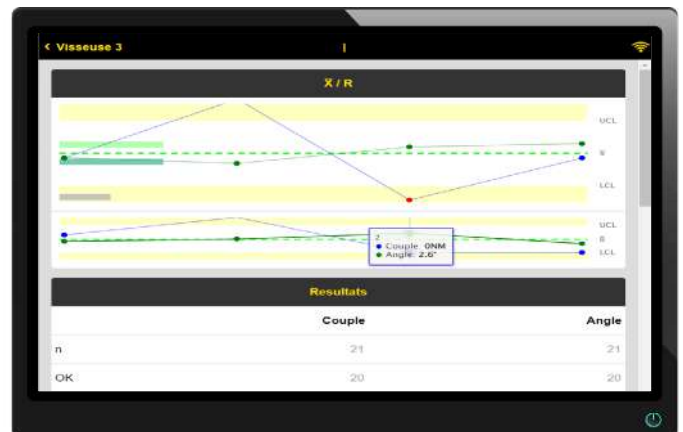 < Visseuse 3
X̿ / R
UCL
LCL
UCL
LCL
2
Couple: 0NM
Angle: 2.6°
Resultats
Couple Angle
n 21 21
OK 20 20